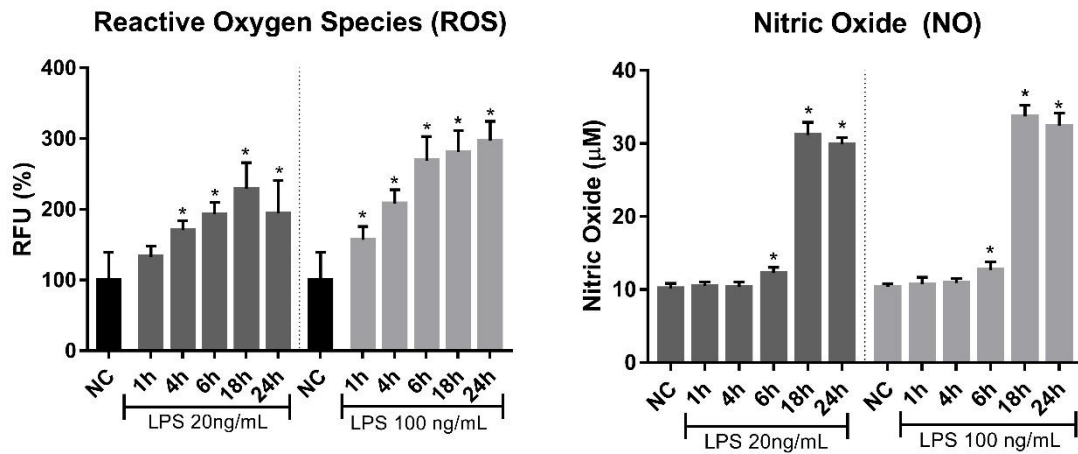 Reactive Oxygen Species (ROS)
RFU (%)
400
300
200
100
0
* * * * * * * * *
NC 1h 4h 6h 18h 24h NC 1h 4h 6h 18h 24h
LPS 20ng/mL LPS 100 ng/mL
Nitric Oxide (NO)
Nitric Oxide (μM)
40
30
20
10
0
* * * * * *
NC 1h 4h 6h 18h 24h NC 1h 4h 6h 18h 24h
LPS 20ng/mL LPS 100 ng/mL